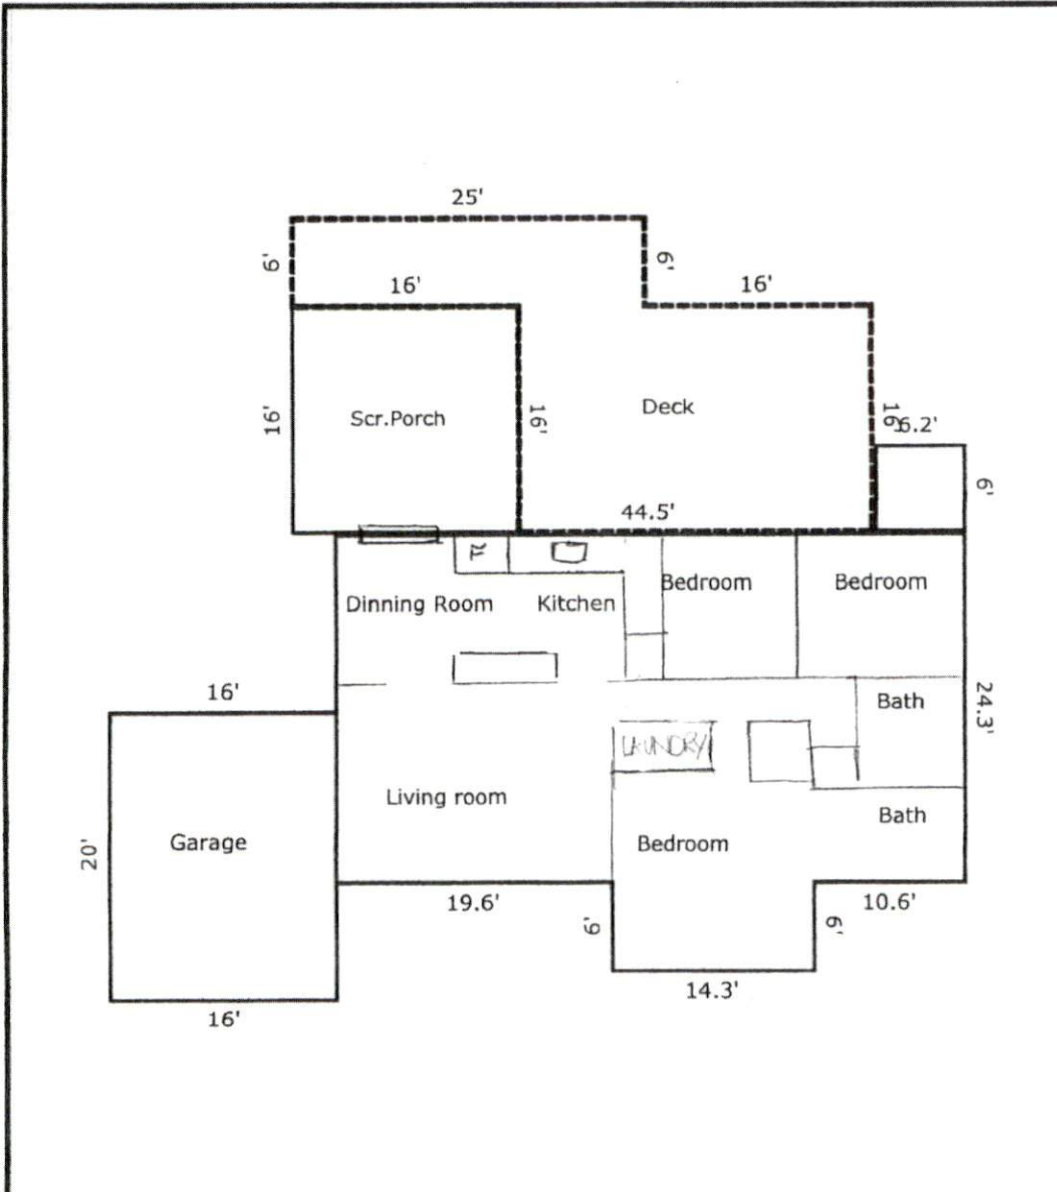 25'
6'
6'
16'
16'
16'
Scr.Porch
16'
Deck
16'
6.2'
6'
44.5'
Dinning Room
Kitchen
Bedroom
Bedroom
16'
24.3'
Bath
LAUNDRY
Living room
Bath
Garage
20'
Bedroom
19.6'
6'
6'
10.6'
14.3'
16'